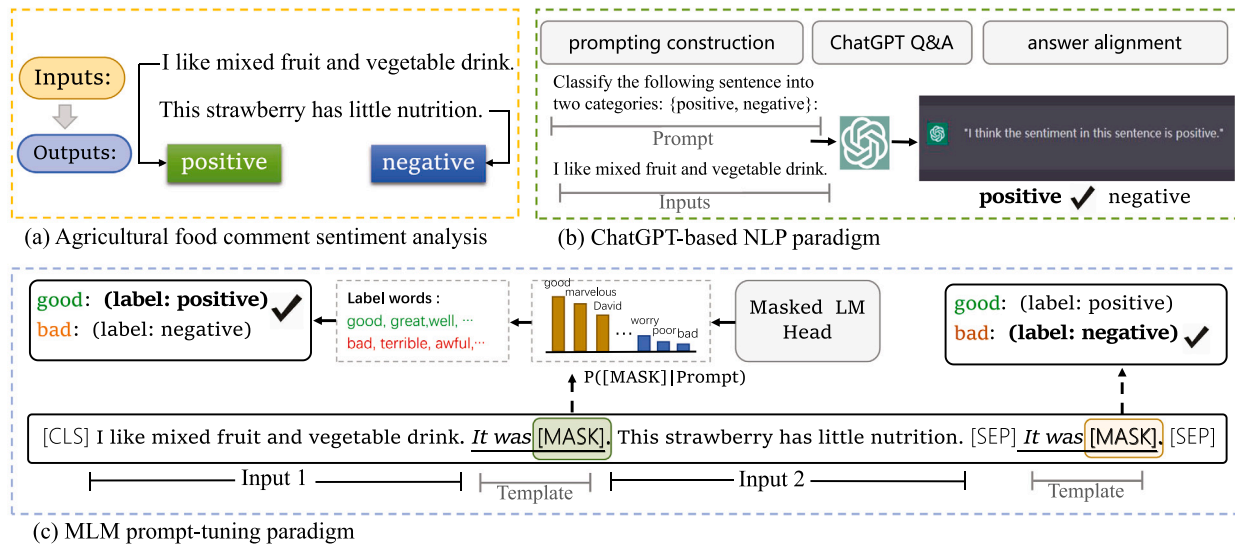 Inputs:
Outputs:
I like mixed fruit and vegetable drink.
This strawberry has little nutrition.
positive
negative
(a) Agricultural food comment sentiment analysis
prompting construction
ChatGPT Q&A
answer alignment
Classify the following sentence into
two categories: {positive, negative}:
Prompt
I like mixed fruit and vegetable drink.
Inputs
"I think the sentiment in this sentence is positive."
positive
negative
(b) ChatGPT-based NLP paradigm
good: (label: positive)
bad: (label: negative)
Label words :
good, great,well, ···
bad, terrible, awful,···
good
marvelous
David
···
worry
poor
bad
Masked LM
Head
P([MASK]|Prompt)
good: (label: positive)
bad: (label: negative)
[CLS] I like mixed fruit and vegetable drink. It was [MASK]. This strawberry has little nutrition. [SEP] It was [MASK]. [SEP]
Input 1
Template
Input 2
Template
(c) MLM prompt-tuning paradigm